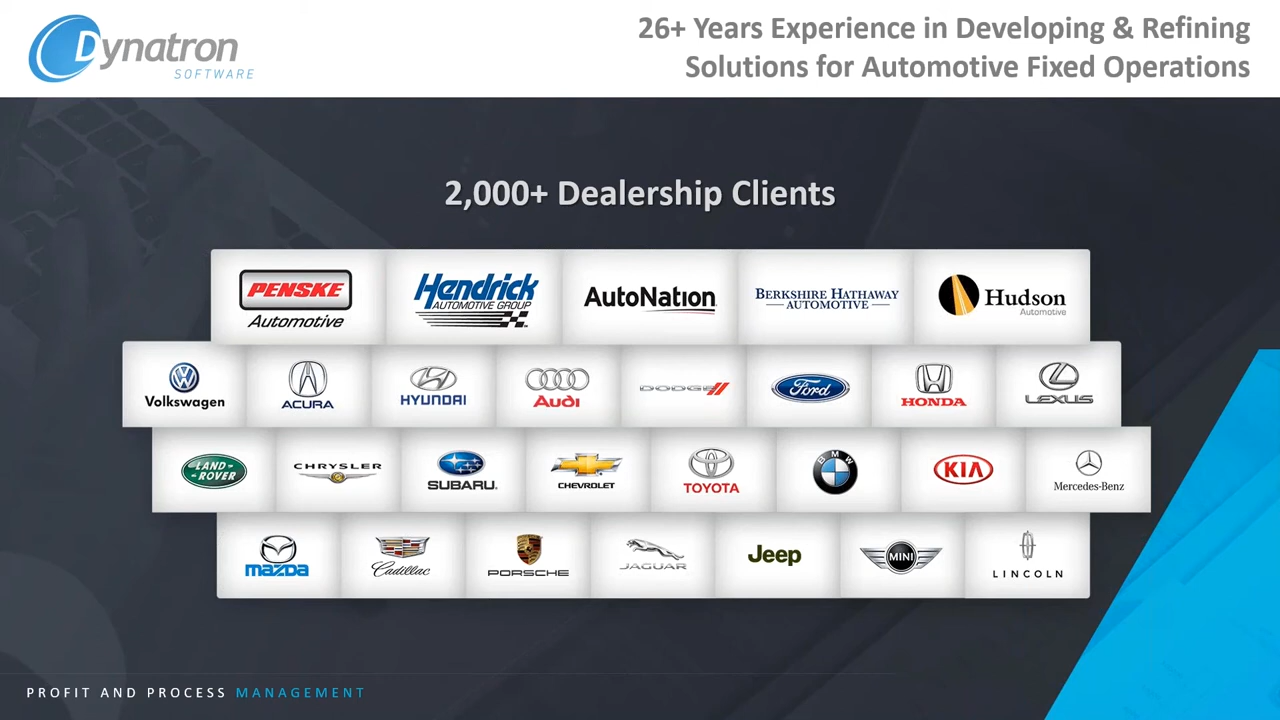 Dynatron
SOFTWARE
26+ Years Experience in Developing & Refining
Solutions for Automotive Fixed Operations
2,000+ Dealership Clients
PENSKE
Automotive
Hendrick
AUTOMOTIVE GROUP
AutoNation
BERKSHIRE HATHAWAY
AUTOMOTIVE
Hudson
Automotive
Volkswagen
ACURA
HYUNDAI
Audi
DODGE
Ford
HONDA
LEXUS
LAND-
-ROVER
CHRYSLER
SUBARU
CHEVROLET
TOYOTA
BMW
KIA
Mercedes-Benz
mazda
Cadillac
PORSCHE
JAGUAR
Jeep
MINI
LINCOLN
PROFIT AND PROCESS MANAGEMENT